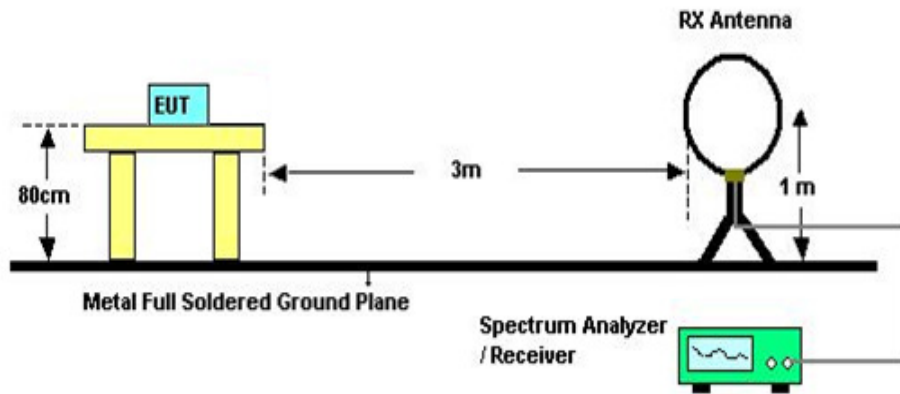 RX Antenna
EUT
80cm
3m
1 m
Metal Full Soldered Ground Plane
Spectrum Analyzer
/ Receiver